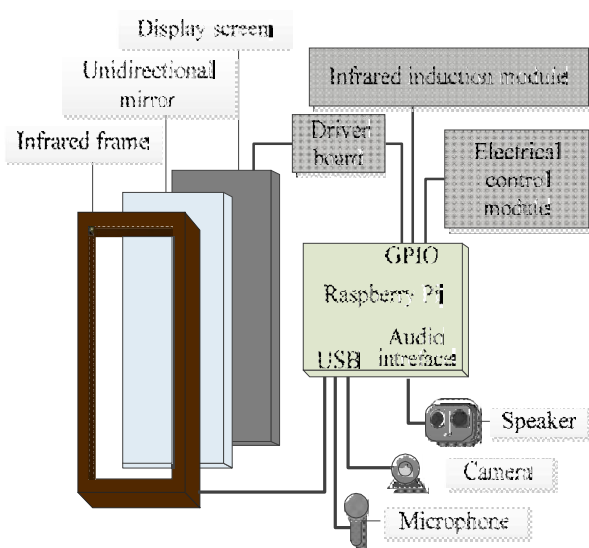 Display screen
Unidirectional
mirror
Infrared frame
Infrared induction module
Driver
board
Electrical
control
module
GPIO
Raspberry Pi
Audio
USB intreface
Speaker
Camera
Microphone